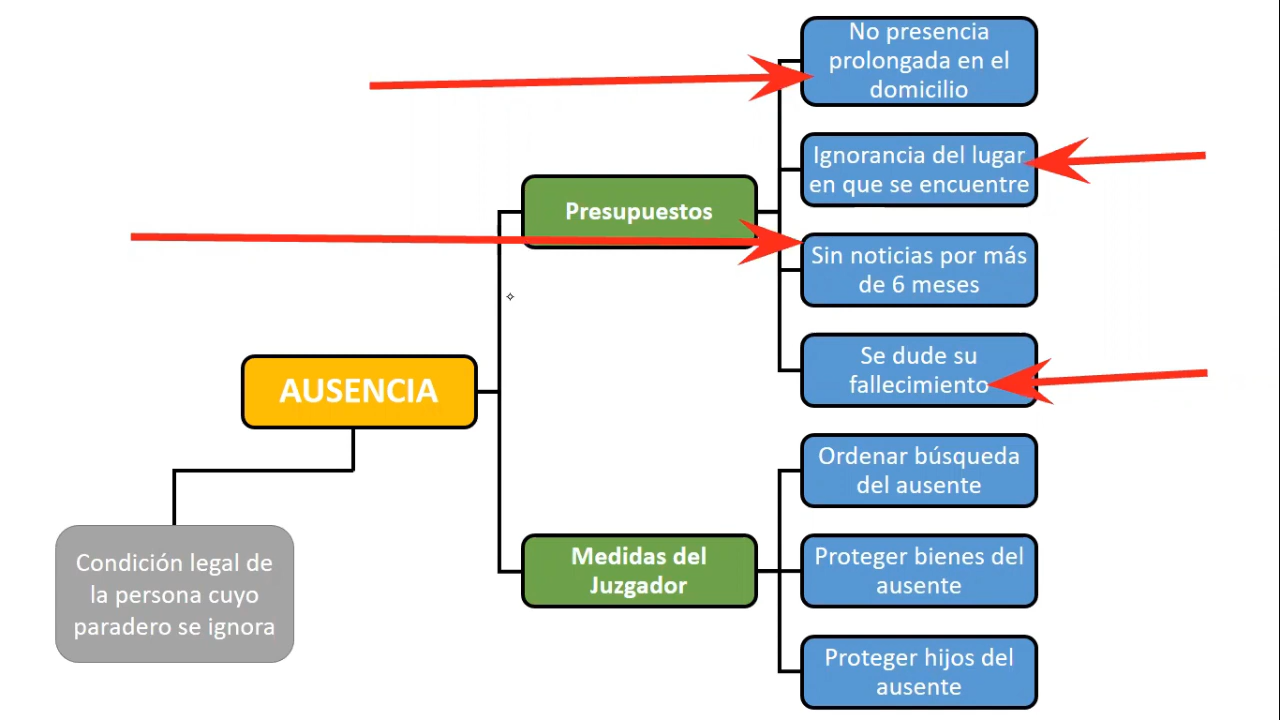 No presencia
prolongada en el
domicilio
Ignorancia del lugar
en que se encuentre
Presupuestos
Sin noticias por más
de 6 meses
Se dude su
fallecimiento
AUSENCIA
Ordenar búsqueda
del ausente
Medidas del
Juzgador
Proteger bienes del
ausente
Condición legal de
la persona cuyo
paradero se ignora
Proteger hijos del
ausente